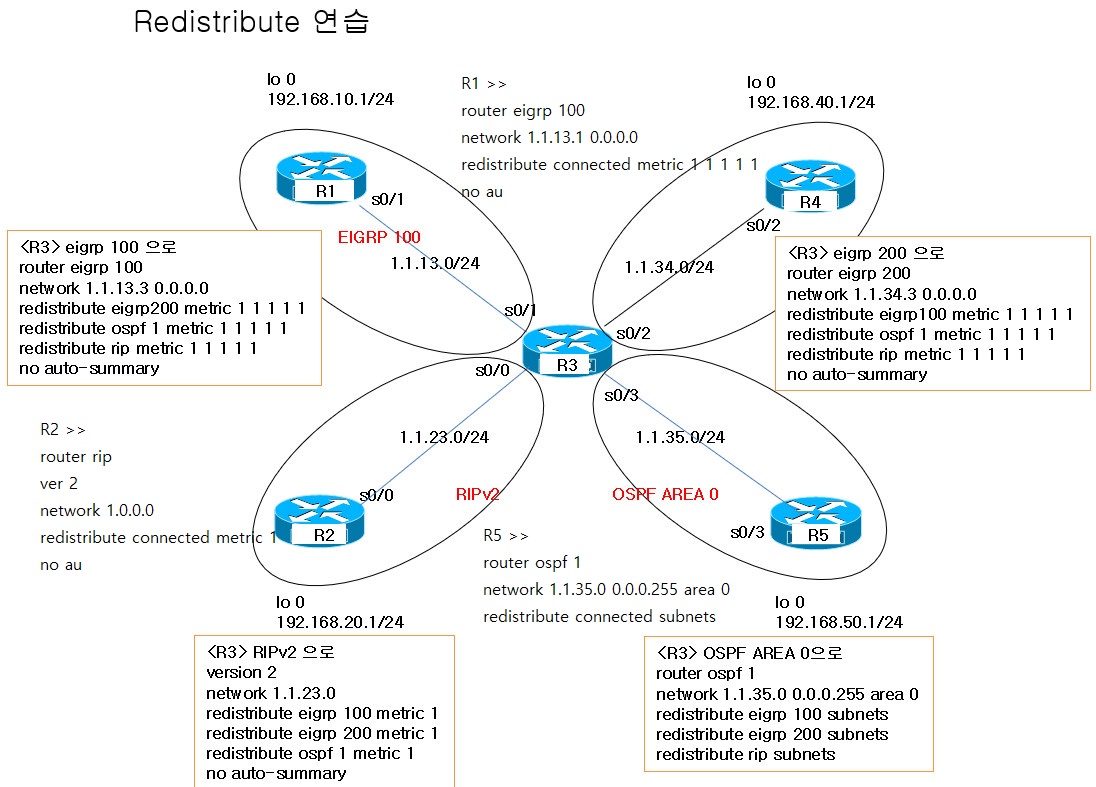 Redistribute 연습
lo 0
192.168.10.1/24
R1 >>
router eigrp 100
network 1.1.13.1 0.0.0.0
redistribute connected metric 1 1 1 1 1
no au
lo 0
192.168.40.1/24
R1
s0/1
R4
s0/2
EIGRP 100
1.1.13.0/24
1.1.34.0/24
<R3> eigrp 100 으로
router eigrp 100
network 1.1.13.3 0.0.0.0
redistribute eigrp200 metric 1 1 1 1 1
redistribute ospf 1 metric 1 1 1 1 1
redistribute rip metric 1 1 1 1 1
no auto-summary
<R3> eigrp 200 으로
router eigrp 200
network 1.1.34.3 0.0.0.0
redistribute eigrp100 metric 1 1 1 1 1
redistribute ospf 1 metric 1 1 1 1 1
redistribute rip metric 1 1 1 1 1
no auto-summary
s0/1
s0/2
R3
s0/0
s0/3
1.1.23.0/24
1.1.35.0/24
R2 >>
router rip
ver 2
network 1.0.0.0
redistribute connected metric 1
no au
s0/0
RIPv2
OSPF AREA 0
R2
s0/3
R5
R5 >>
router ospf 1
network 1.1.35.0 0.0.0.255 area 0
redistribute connected subnets
lo 0
192.168.20.1/24
lo 0
192.168.50.1/24
<R3> RIPv2 으로
version 2
network 1.1.23.0
redistribute eigrp 100 metric 1
redistribute eigrp 200 metric 1
redistribute ospf 1 metric 1
no auto-summary
<R3> OSPF AREA 0으로
router ospf 1
network 1.1.35.0 0.0.0.255 area 0
redistribute eigrp 100 subnets
redistribute eigrp 200 subnets
redistribute rip subnets